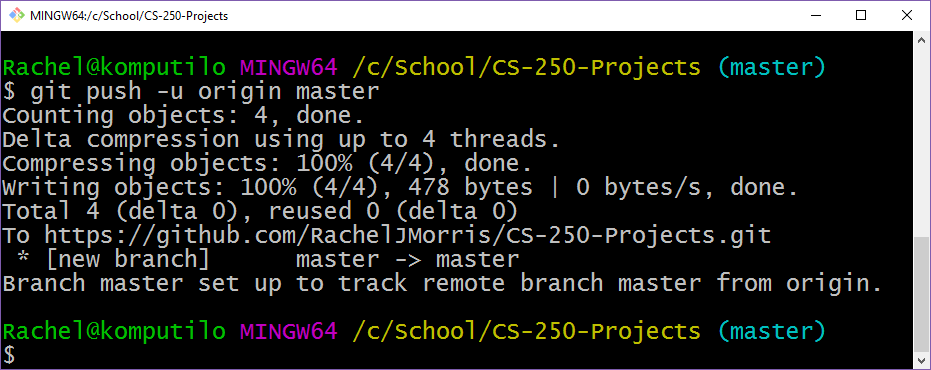 MINGW64:/c/School/CS-250-Projects
Rachel@komputilo MINGW64 /c/School/CS-250-Projects (master)
$ git push -u origin master
Counting objects: 4, done.
Delta compression using up to 4 threads.
Compressing objects: 100% (4/4), done.
Writing objects: 100% (4/4), 478 bytes | 0 bytes/s, done.
Total 4 (delta 0), reused 0 (delta 0)
To https://github.com/RachelJMorris/CS-250-Projects.git
 * [new branch]      master -> master
Branch master set up to track remote branch master from origin.
Rachel@komputilo MINGW64 /c/School/CS-250-Projects (master)
$